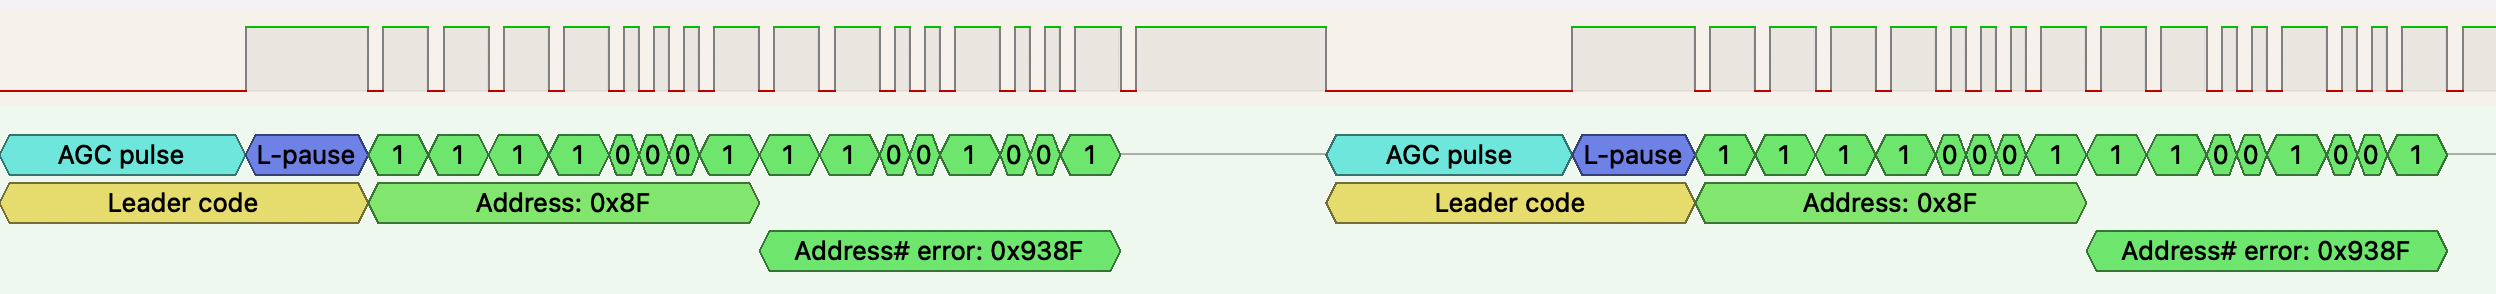 AGC pulse L-pause 1 1 1 1 0 0 0 1 1 1 0 0 1 0 0 1 AGC pulse L-pause 1 1 1 1 0 0 0 1 1 1 0 0 1 0 0 1
Leader code Address: 0x8F Leader code Address: 0x8F
Address# error: 0x938F Address# error: 0x938F